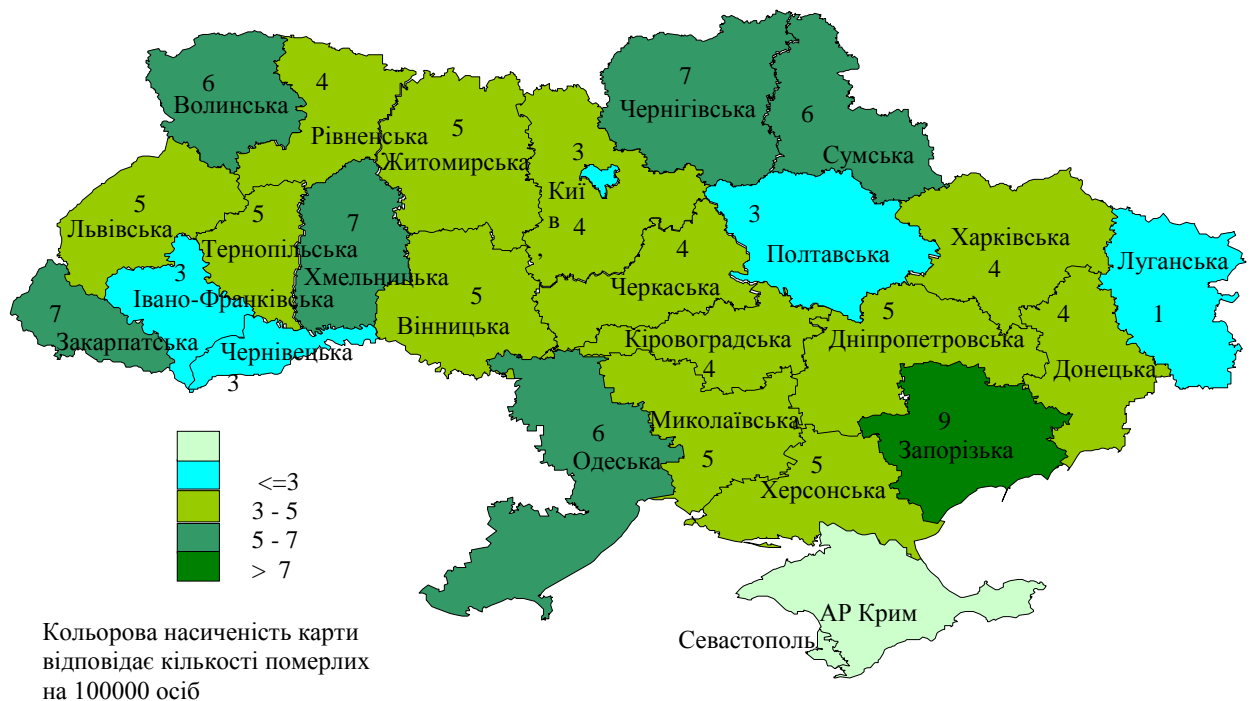 6
Волинська
4
Рівненська
5
Житомирська
3
Киї
в
,
4
7
Чернігівська
6
Сумська
5
Львівська
5
Тернопільська
7
Хмельницька
3
Івано-Франківська
7
Закарпатська
Чернівецька
3
5
Вінницька
4
Черкаська
3
Полтавська
Харківська
4
Луганська
1
Кіровоградська
4
5
Дніпропетровська
4
Донецька
6
Одеська
Миколаївська
5
5
Херсонська
9
Запорізька
АР Крим
Севастополь
<=3
3 - 5
5 - 7
> 7
Кольорова насиченість карти
відповідає кількості померлих
на 100000 осіб